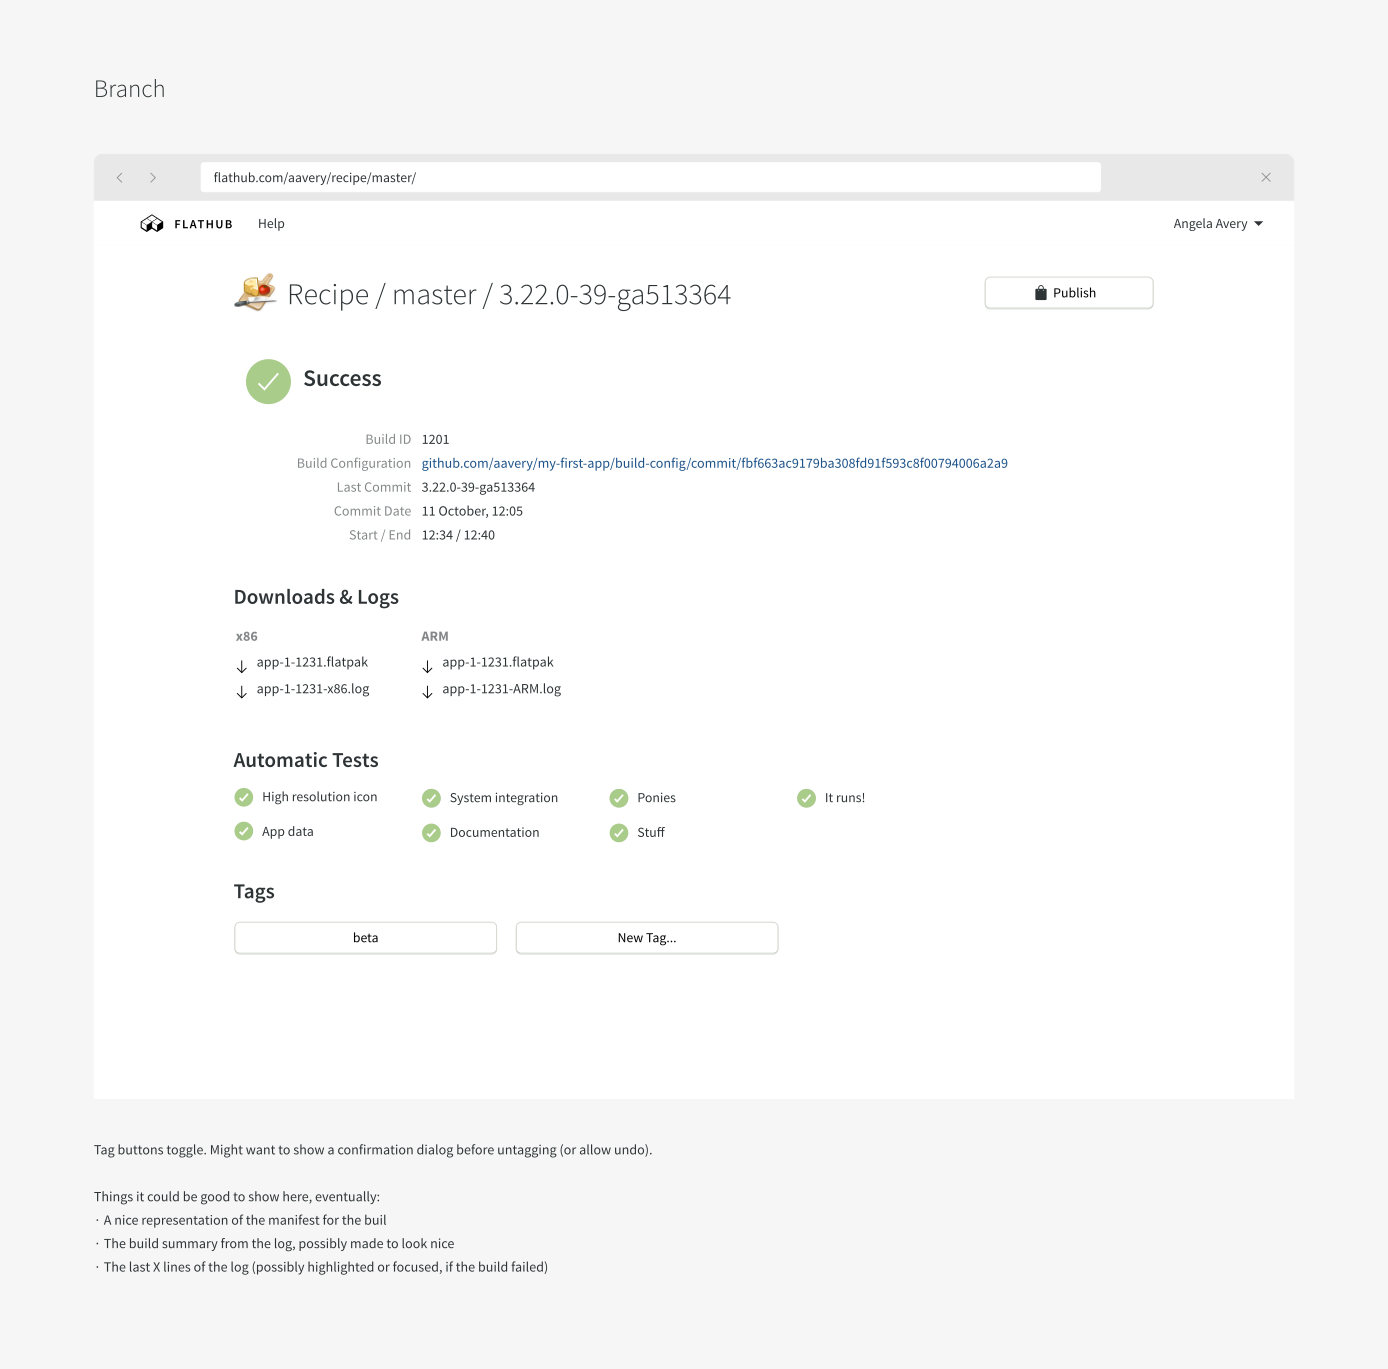 Branch
flathub.com/aavery/recipe/master/
FLATHUB Help Angela Avery
Recipe / master / 3.22.0-39-ga513364 Publish
Success
Build ID 1201
Build Configuration github.com/aavery/my-first-app/build-config/commit/fbf663ac9179ba308fd91f593c8f00794006a2a9
Last Commit 3.22.0-39-ga513364
Commit Date 11 October, 12:05
Start / End 12:34 / 12:40
Downloads & Logs
x86 ARM
app-1-1231.flatpak app-1-1231.flatpak
app-1-1231-x86.log app-1-1231-ARM.log
Automatic Tests
High resolution icon System integration Ponies It runs!
App data Documentation Stuff
Tags
beta New Tag...
Tag buttons toggle. Might want to show a confirmation dialog before untagging (or allow undo).
Things it could be good to show here, eventually:
· A nice representation of the manifest for the buil
· The build summary from the log, possibly made to look nice
· The last X lines of the log (possibly highlighted or focused, if the build failed)